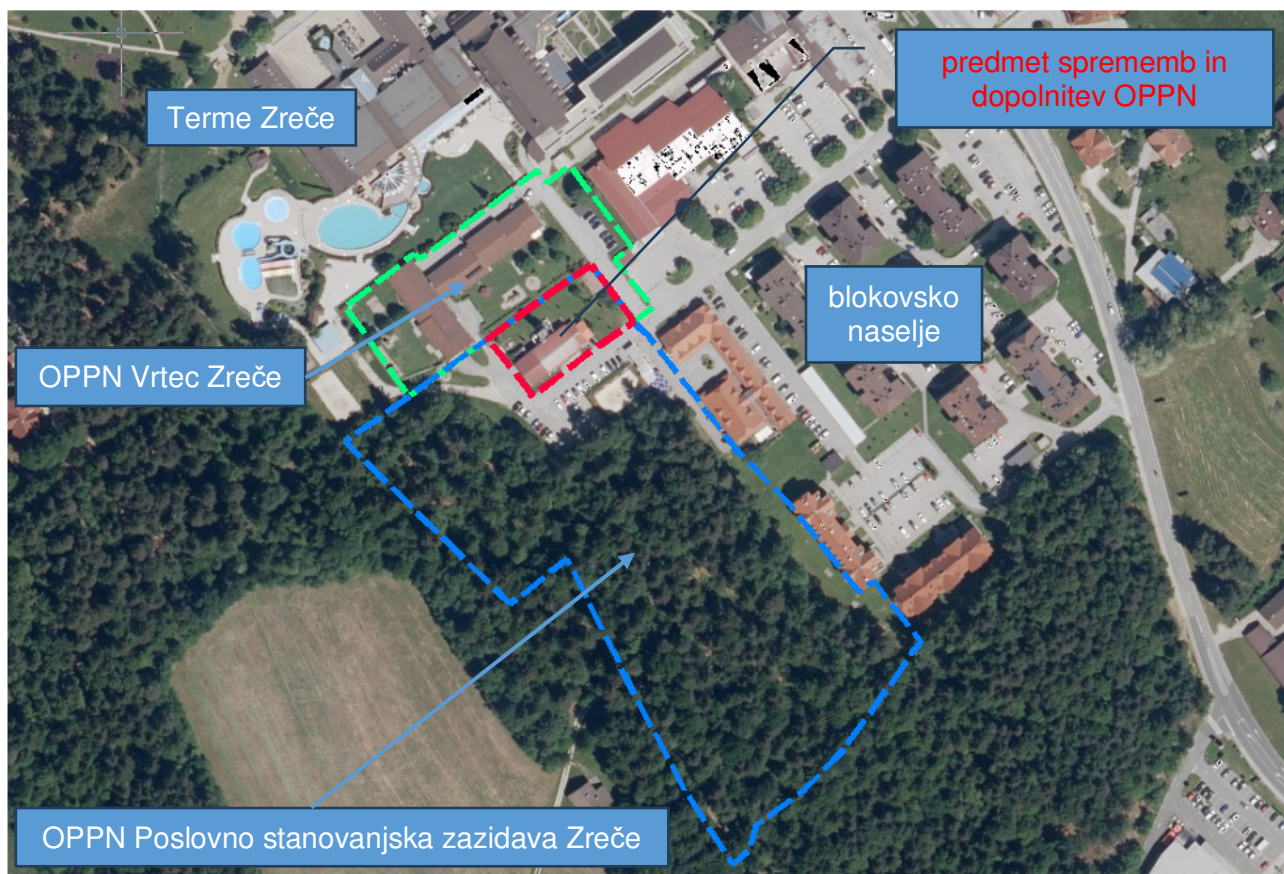 predmet sprememb in
dopolnitev OPPN
Terme Zreče
blokovsko
naselje
OPPN Vrtec Zreče
OPPN Poslovno stanovanjska zazidava Zreče